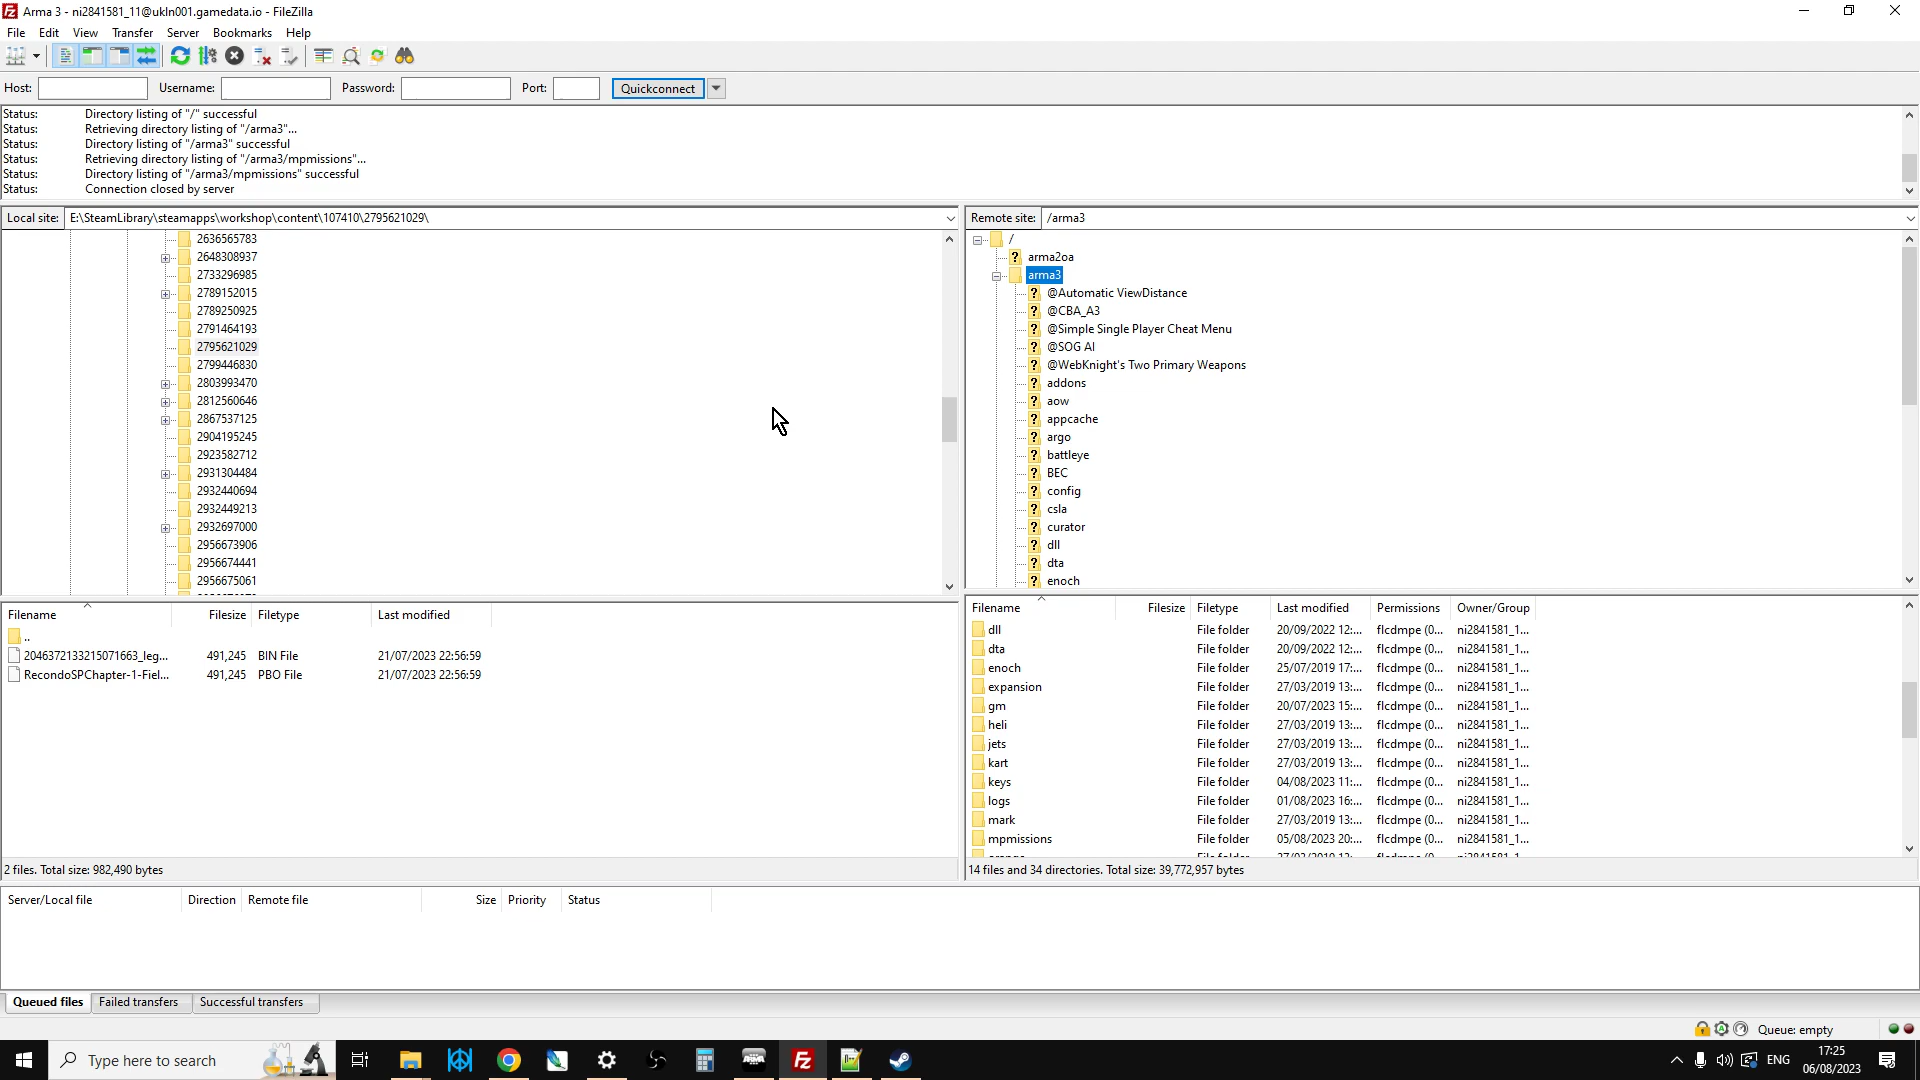 Arma 3 - ni2841581_11@ukln001.gamedata.io - FileZilla
File Edit View Transfer Server Bookmarks Help
Host: Username: Password: Port: Quickconnect
Status: Directory listing of "/" successful
Status: Retrieving directory listing of "/arma3"...
Status: Directory listing of "/arma3" successful
Status: Retrieving directory listing of "/arma3/mpmissions"...
Status: Directory listing of "/arma3/mpmissions" successful
Status: Connection closed by server
Local site: E:\SteamLibrary\steamapps\workshop\content\107410\2795621029\
2636565783
2648308937
2733296985
2789152015
2789250925
2791464193
2795621029
2799446830
2803993470
2812560646
2867537125
2904195245
2923582712
2931304484
2932440694
2932449213
2932697000
2956673906
2956674441
2956675061
Filename Filesize Filetype Last modified
..
2046372133215071663_leg... 491,245 BIN File 21/07/2023 22:56:59
RecondoSPChapter-1-Fiel... 491,245 PBO File 21/07/2023 22:56:59
2 files. Total size: 982,490 bytes
Remote site: /arma3
/
arma2oa
arma3
@Automatic ViewDistance
@CBA_A3
@Simple Single Player Cheat Menu
@SOG AI
@WebKnight's Two Primary Weapons
addons
aow
appcache
argo
battleye
BEC
config
csla
curator
dll
dta
enoch
Filename Filesize Filetype Last modified Permissions Owner/Group
dll File folder 20/09/2022 12:... flcdmpe (0... ni2841581_1...
dta File folder 20/09/2022 12:... flcdmpe (0... ni2841581_1...
enoch File folder 25/07/2019 17:... flcdmpe (0... ni2841581_1...
expansion File folder 27/03/2019 13:... flcdmpe (0... ni2841581_1...
gm File folder 20/07/2023 15:... flcdmpe (0... ni2841581_1...
heli File folder 27/03/2019 13:... flcdmpe (0... ni2841581_1...
jets File folder 27/03/2019 13:... flcdmpe (0... ni2841581_1...
kart File folder 27/03/2019 13:... flcdmpe (0... ni2841581_1...
keys File folder 04/08/2023 11:... flcdmpe (0... ni2841581_1...
logs File folder 01/08/2023 16:... flcdmpe (0... ni2841581_1...
mark File folder 27/03/2019 13:... flcdmpe (0... ni2841581_1...
mpmissions File folder 05/08/2023 20:... flcdmpe (0... ni2841581_1...
14 files and 34 directories. Total size: 39,772,957 bytes
Server/Local file Direction Remote file Size Priority Status
Queued files Failed transfers Successful transfers
Queue: empty
Type here to search
ENG
17:25
06/08/2023